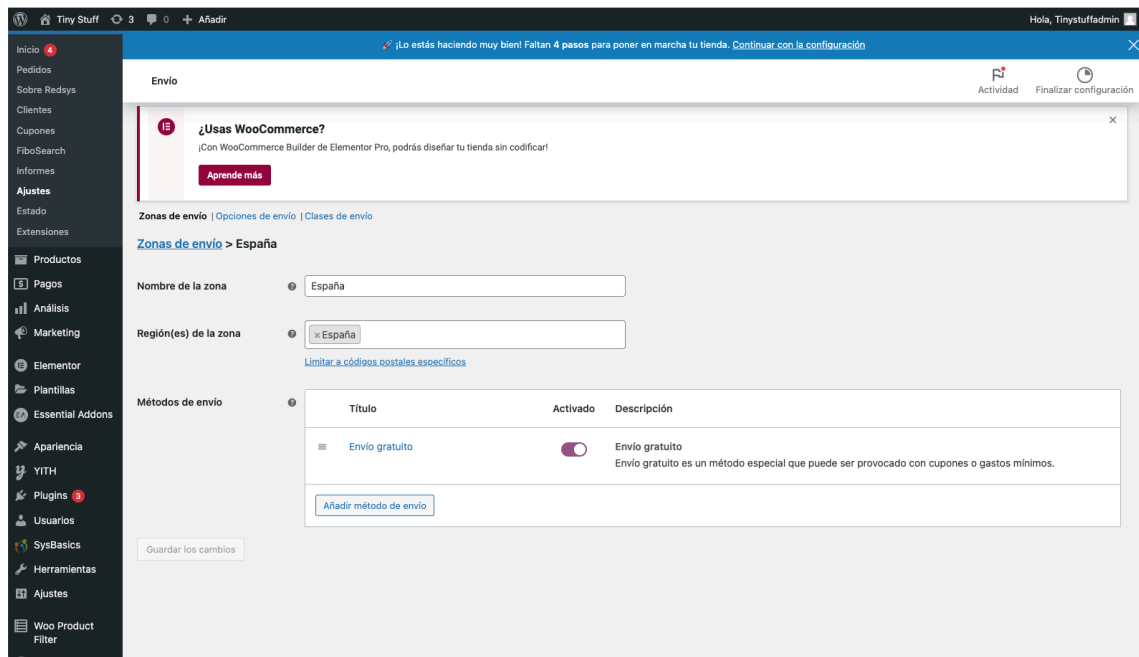 Tiny Stuff 3 0 + Añadir Hola, Tinystuffadmin
¡Lo estás haciendo muy bien! Faltan 4 pasos para poner en marcha tu tienda. Continuar con la configuración
Envío
Actividad
Finalizar configuración
Inicio 4
Pedidos
Sobre Redsys
Clientes
Cupones
FiboSearch
Informes
Ajustes
Estado
Extensiones
Productos
Pagos
Análisis
Marketing
Elementor
Plantillas
Essential Addons
Apariencia
YITH
Plugins 3
Usuarios
SysBasics
Herramientas
Ajustes
Woo Product
Filter
¿Usas WooCommerce?
¡Con WooCommerce Builder de Elementor Pro, podrás diseñar tu tienda sin codificar!
Aprende más
Zonas de envío | Opciones de envío | Clases de envío
Zonas de envío > España
Nombre de la zona
España
Región(es) de la zona
× España
Limitar a códigos postales específicos
Métodos de envío
Título Activado Descripción
Envío gratuito Envío gratuito
Envío gratuito es un método especial que puede ser provocado con cupones o gastos mínimos.
Añadir método de envío
Guardar los cambios